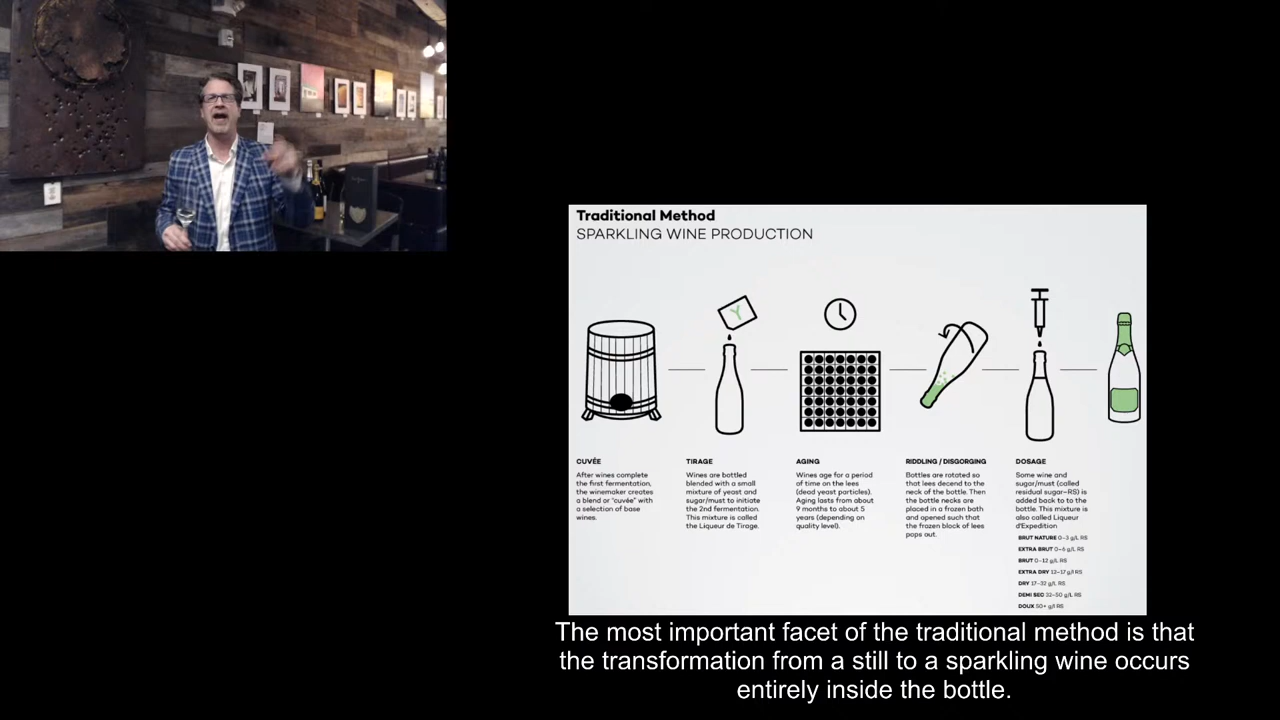 Traditional Method
SPARKLING WINE PRODUCTION
Y
CUVÉE
After wines complete
the first fermentation,
the winemaker creates
a blend or "cuvée" with
a selection of base
wines.
TIRAGE
Wines are bottled
blended with a small
mixture of yeast and
sugar/must to initiate
the 2nd fermentation.
This mixture is called
the Liqueur de Tirage.
AGING
Wines age for a period
of time on the lees
(dead yeast particles).
Aging lasts from about
9 months to about 5
years (depending on
quality level).
RIDDLING / DISGORGING
Bottles are rotated so
that lees decend to the
neck of the bottle. Then
the bottle necks are
placed in a frozen bath
and opened such that
the frozen block of lees
pops out.
DOSAGE
Some wine and
sugar/must (called
residual sugar–RS) is
added back to to the
bottle. This mixture is
also called Liqueur
d'Expedition
BRUT NATURE 0–3 g/L RS
EXTRA BRUT 0–6 g/L RS
BRUT 0–12 g/L RS
EXTRA DRY 12–17 g/l RS
DRY 17–32 g/L RS
DEMI SEC 32–50 g/L RS
DOUX 50+ g/l RS
The most important facet of the traditional method is that
the transformation from a still to a sparkling wine occurs
entirely inside the bottle.